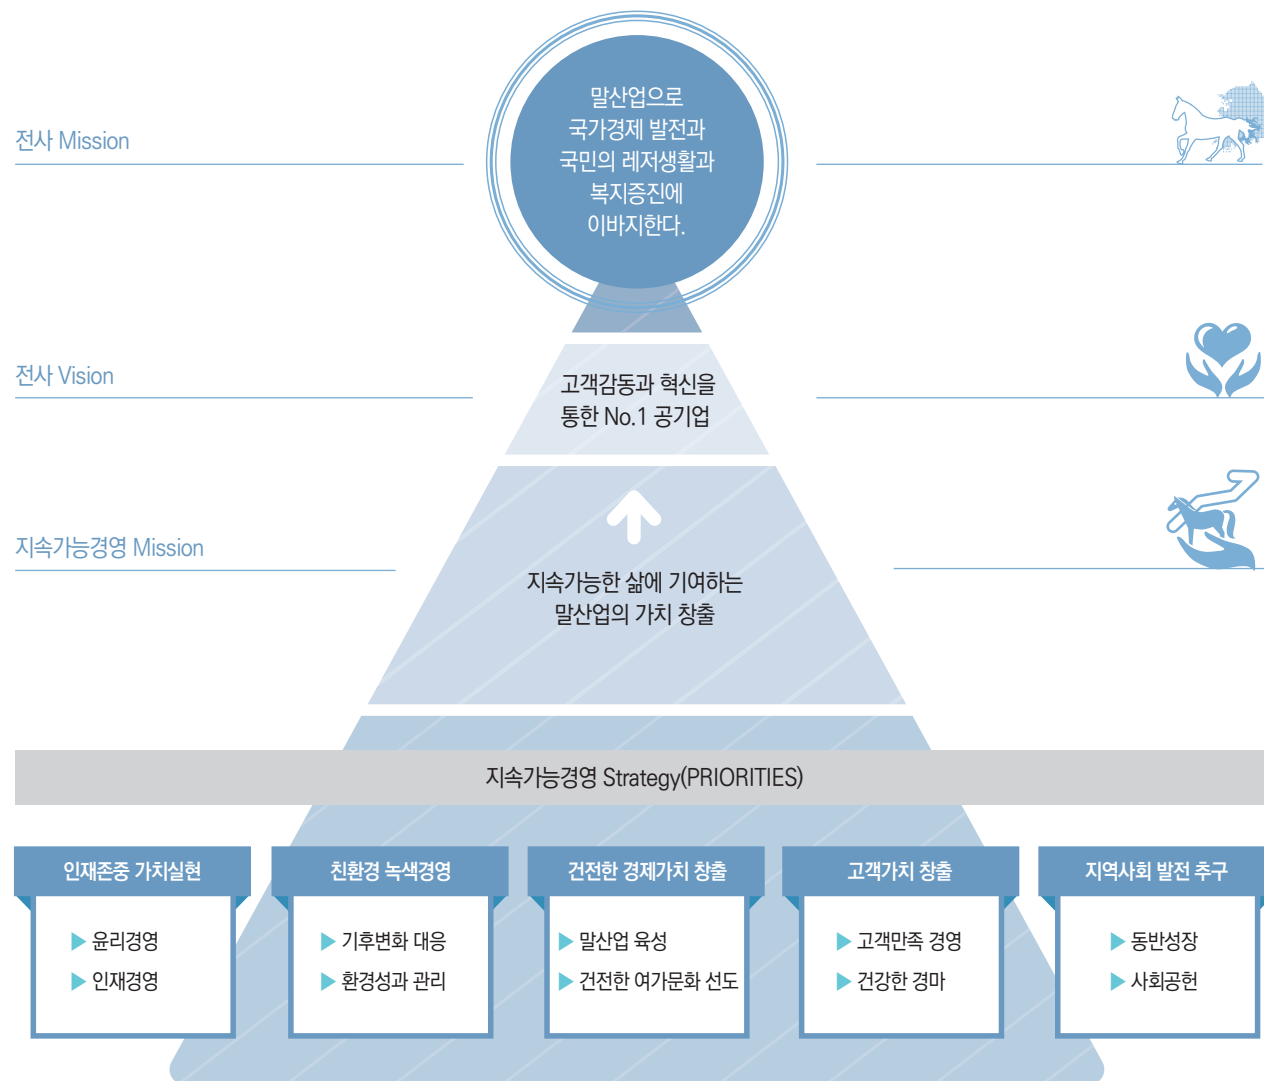 말산업으로
국가경제 발전과
국민의 레저생활과
복지증진에
이바지한다.
전사 Mission
전사 Vision
고객감동과 혁신을
통한 No.1 공기업
지속가능경영 Mission
지속가능한 삶에 기여하는
말산업의 가치 창출
지속가능경영 Strategy(PRIORITIES)
인재존중 가치실현
▶ 윤리경영
▶ 인재경영
친환경 녹색경영
▶ 기후변화 대응
▶ 환경성과 관리
건전한 경제가치 창출
▶ 말산업 육성
▶ 건전한 여가문화 선도
고객가치 창출
▶ 고객만족 경영
▶ 건강한 경마
지역사회 발전 추구
▶ 동반성장
▶ 사회공헌